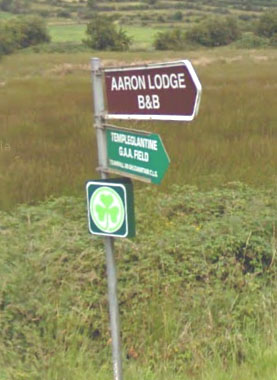 AARON LODGE
B&B
TEMPLEGLANTINE
G.A.A. FIELD